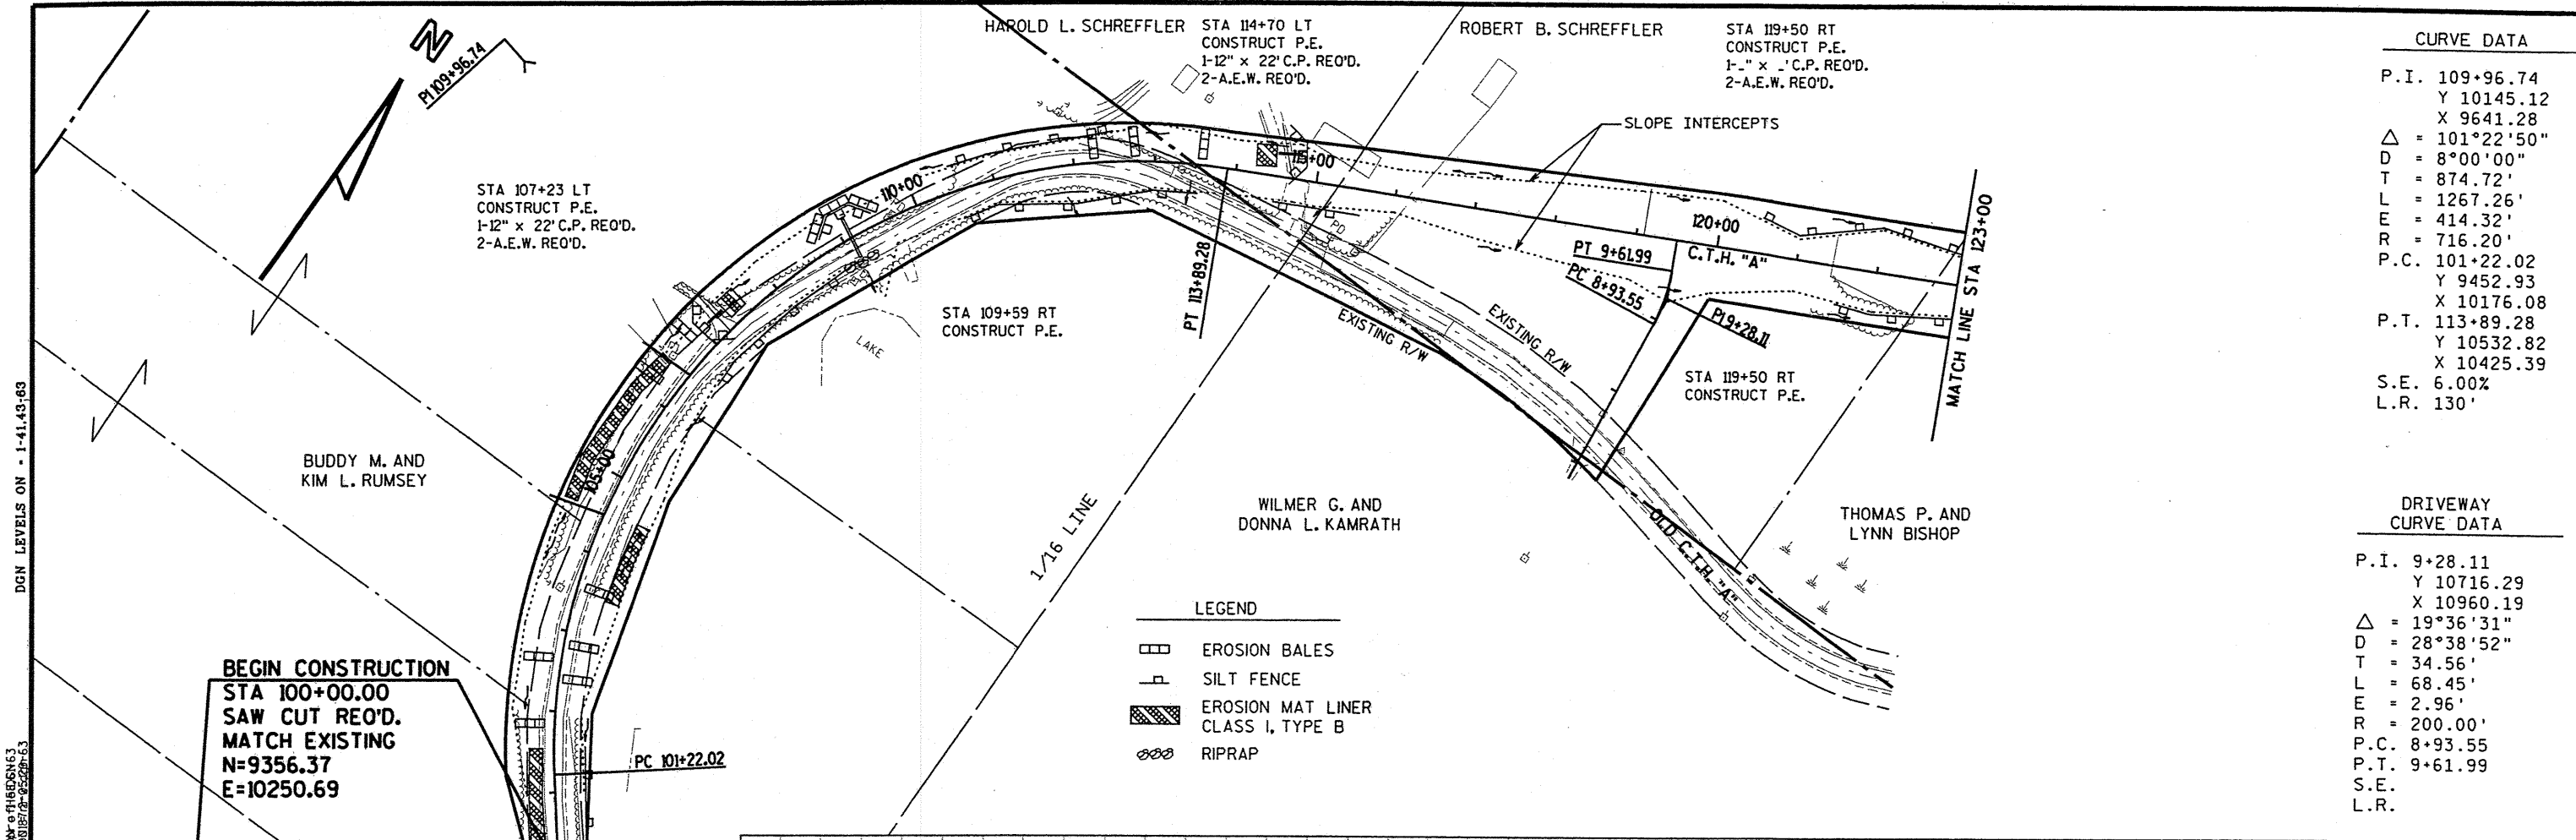 N
PI 109+96.74
HAROLD L. SCHREFFLER
STA 114+70 LT
CONSTRUCT P.E.
1-12" x 22' C.P. REQ'D.
2-A.E.W. REQ'D.
ROBERT B. SCHREFFLER
STA 119+50 RT
CONSTRUCT P.E.
1-_" x _' C.P. REQ'D.
2-A.E.W. REQ'D.
SLOPE INTERCEPTS
STA 107+23 LT
CONSTRUCT P.E.
1-12" x 22' C.P. REQ'D.
2-A.E.W. REQ'D.
110+00
115+00
120+00
C.T.H. "A"
PT 9+61.99
PC 8+93.55
PI 9+28.11
MATCH LINE STA 123+00
PT 113+89.28
PD
STA 109+59 RT
CONSTRUCT P.E.
LAKE
EXISTING R/W
EXISTING R/W
STA 119+50 RT
CONSTRUCT P.E.
BUDDY M. AND
KIM L. RUMSEY
105+00
1/16 LINE
WILMER G. AND
DONNA L. KAMRATH
OLD C.T.H. "A"
THOMAS P. AND
LYNN BISHOP
BEGIN CONSTRUCTION
STA 100+00.00
SAW CUT REQ'D.
MATCH EXISTING
N=9356.37
E=10250.69
PC 101+22.02
LEGEND
EROSION BALES
SILT FENCE
EROSION MAT LINER
CLASS I, TYPE B
RIPRAP
CURVE DATA
P.I. 109+96.74
Y 10145.12
X 9641.28
△ = 101°22'50"
D = 8°00'00"
T = 874.72'
L = 1267.26'
E = 414.32'
R = 716.20'
P.C. 101+22.02
Y 9452.93
X 10176.08
P.T. 113+89.28
Y 10532.82
X 10425.39
S.E. 6.00%
L.R. 130'
DRIVEWAY
CURVE DATA
P.I. 9+28.11
Y 10716.29
X 10960.19
△ = 19°36'31"
D = 28°38'52"
T = 34.56'
L = 68.45'
E = 2.96'
R = 200.00'
P.C. 8+93.55
P.T. 9+61.99
S.E.
L.R.
DGN LEVELS ON = 1-41,43-63